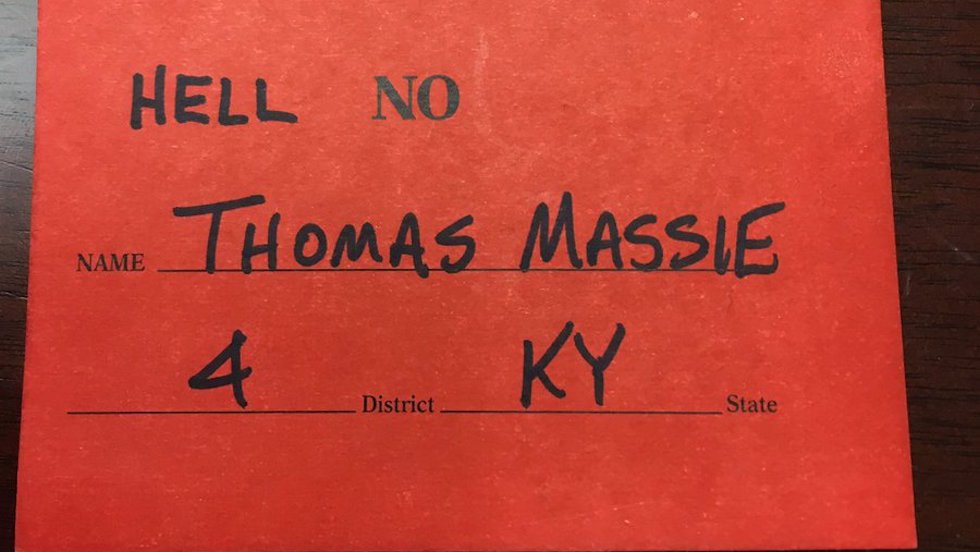 HELL NO
NAME THOMAS MASSIE
4 District KY State